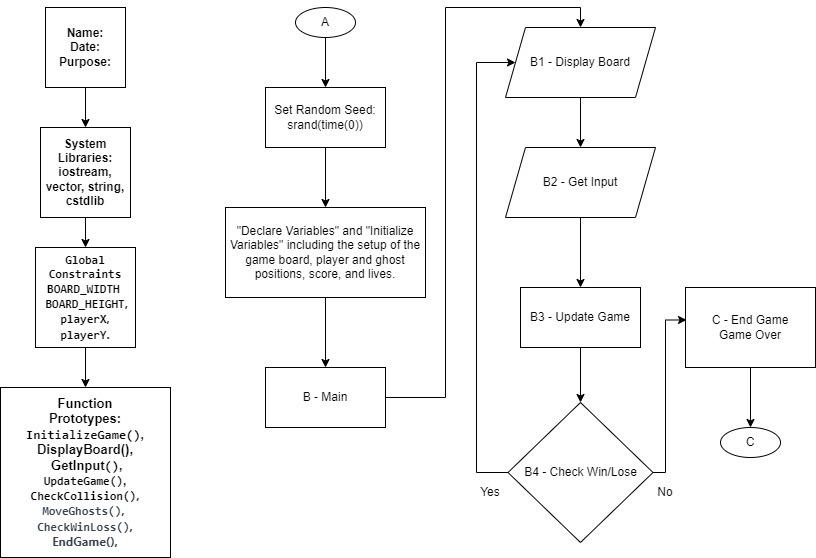 Name:
Date:
Purpose:
System
Libraries:
iostream,
vector, string,
cstdlib
Global
Constraints
BOARD_WIDTH
BOARD_HEIGHT,
playerX,
playerY.
Function
Prototypes:
InitializeGame(),
DisplayBoard(),
GetInput(),
UpdateGame(),
CheckCollision(),
MoveGhosts(),
CheckWinLoss(),
EndGame(),
A
Set Random Seed:
srand(time(0))
"Declare Variables" and "Initialize
Variables" including the setup of the
game board, player and ghost
positions, score, and lives.
B - Main
B1 - Display Board
B2 - Get Input
B3 - Update Game
B4 - Check Win/Lose
Yes
No
C - End Game
Game Over
C